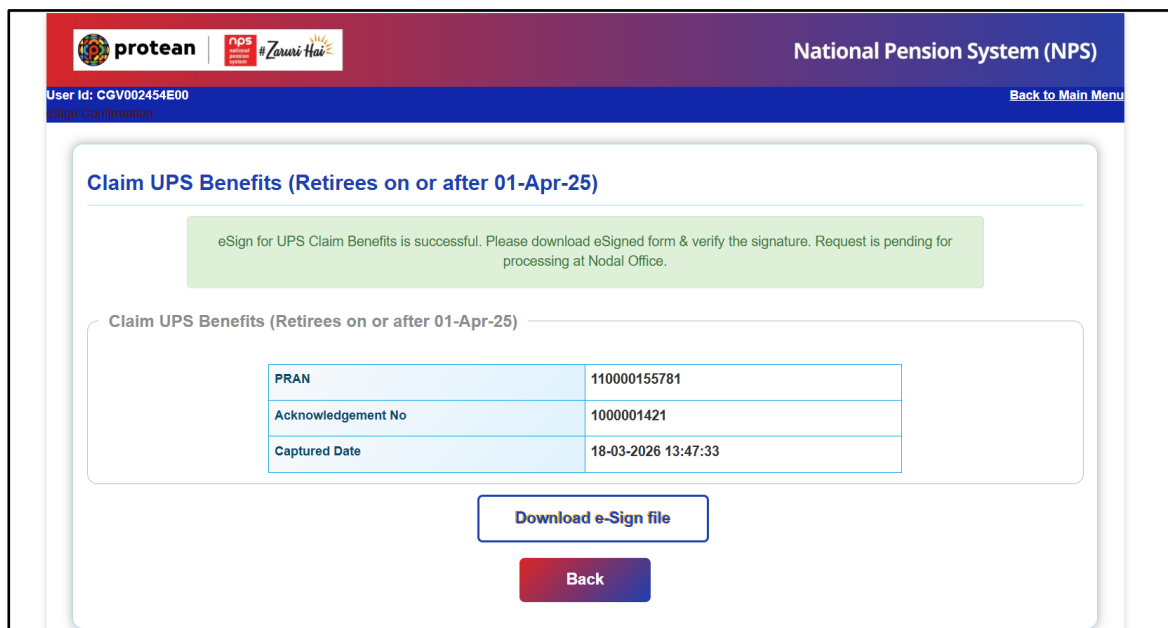 protean
nps
national
pension
system
#Zaruri Hai
National Pension System (NPS)
User Id: CGV002454E00
Back to Main Menu
eSign Confirmation
Claim UPS Benefits (Retirees on or after 01-Apr-25)
eSign for UPS Claim Benefits is successful. Please download eSigned form & verify the signature. Request is pending for
processing at Nodal Office.
Claim UPS Benefits (Retirees on or after 01-Apr-25)
PRAN 110000155781
Acknowledgement No 1000001421
Captured Date 18-03-2026 13:47:33
Download e-Sign file
Back